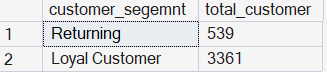 customer_segemnt total_customer
1 Returning 539
2 Loyal Customer 3361